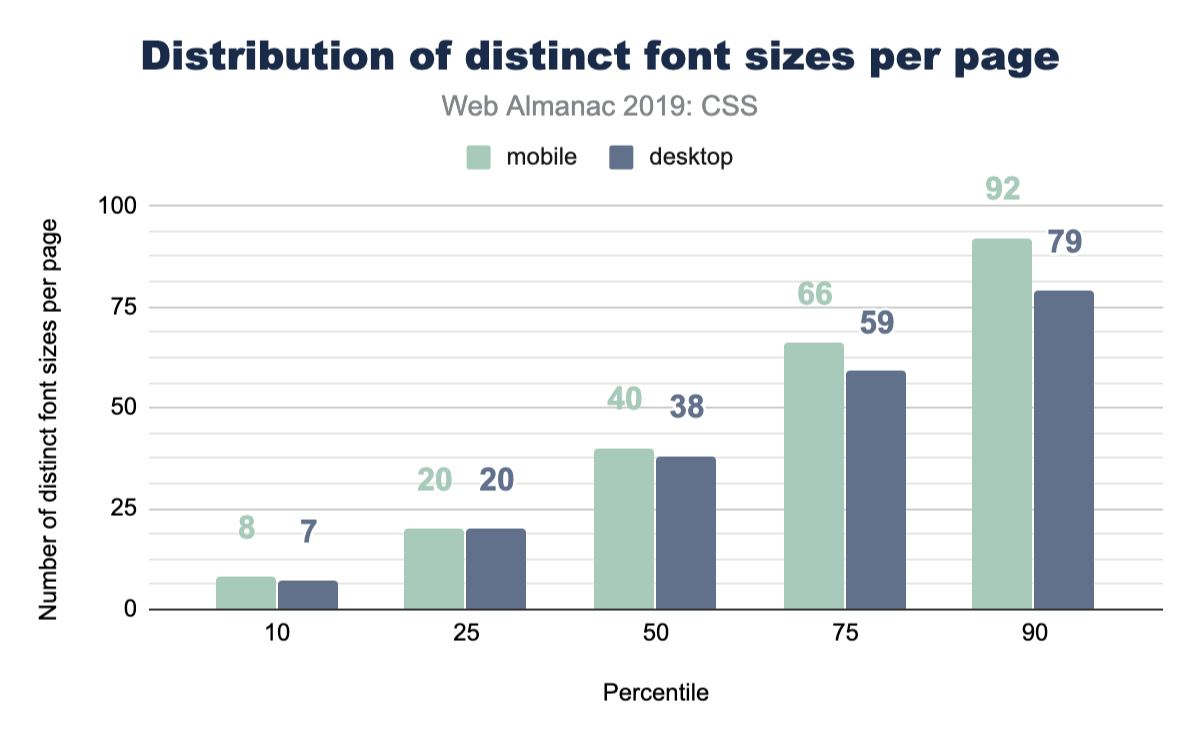 Distribution of distinct font sizes per page
Web Almanac 2019: CSS
mobile desktop
Number of distinct font sizes per page
100
75
50
25
0
8 7
20 20
40 38
66 59
92 79
10 25 50 75 90
Percentile